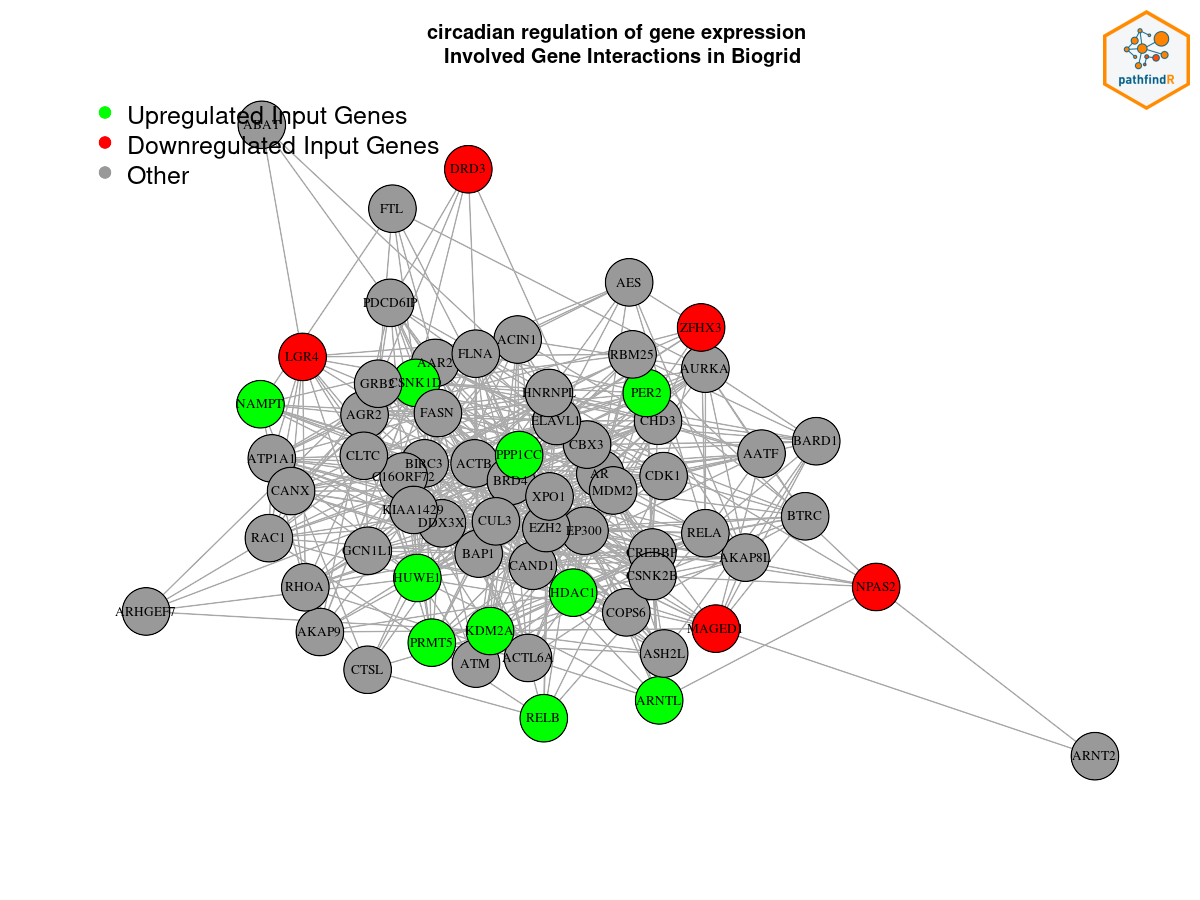 circadian regulation of gene expression
Involved Gene Interactions in Biogrid
pathfindR
Upregulated Input Genes
Downregulated Input Genes
Other
ABAT
DRD3
FTL
AES
PDCD6IP
ZFHX3
ACIN1
LGR4
AAR2
FLNA
RBM25
AURKA
GRB2
CSNK1D
HNRNPL
PER2
NAMPT
AGR2
FASN
ELAVL1
CHD3
CBX3
BARD1
ATP1A1
CLTC
BIRC3
ACTB
PPP1CC
AATF
C16ORF72
BRD4
AR
CDK1
CANX
XPO1
MDM2
KIAA1429
DDX3X
CUL3
EZH2
EP300
BTRC
RAC1
GCN1L1
BAP1
CAND1
CREBBP
RELA
AKAP8L
RHOA
HUWE1
HDAC1
CSNK2B
NPAS2
ARHGEF7
AKAP9
PRMT5
KDM2A
COPS6
MAGED1
CTSL
ATM
ACTL6A
ASH2L
RELB
ARNTL
ARNT2